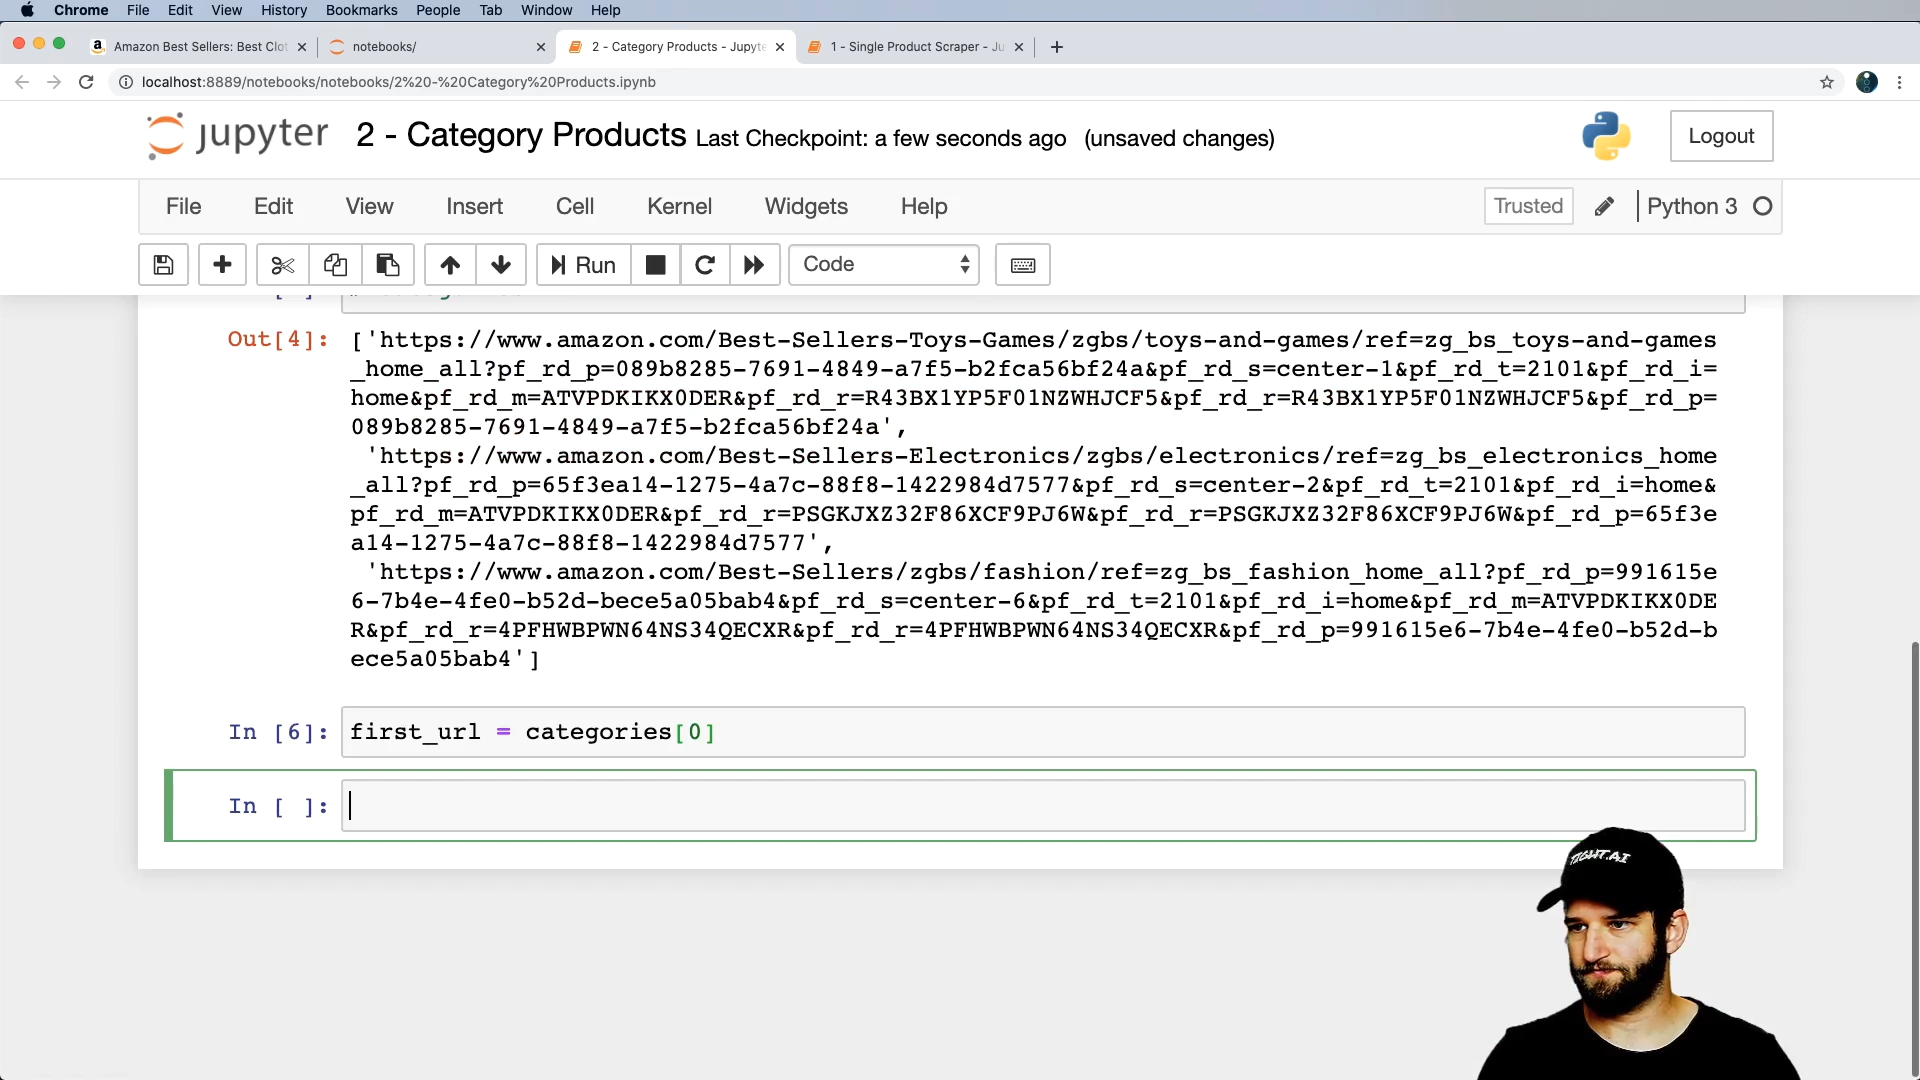 Chrome File Edit View History Bookmarks People Tab Window Help
Amazon Best Sellers: Best Clot
notebooks/
2 - Category Products - Jupyte
1 - Single Product Scraper - Ju
localhost:8889/notebooks/notebooks/2%20-%20Category%20Products.ipynb
jupyter 2 - Category Products Last Checkpoint: a few seconds ago (unsaved changes)
Logout
File Edit View Insert Cell Kernel Widgets Help
Trusted
Python 3
Run
Code
Out[4]: ['https://www.amazon.com/Best-Sellers-Toys-Games/zgbs/toys-and-games/ref=zg_bs_toys-and-games
_home_all?pf_rd_p=089b8285-7691-4849-a7f5-b2fca56bf24a&pf_rd_s=center-1&pf_rd_t=2101&pf_rd_i=
home&pf_rd_m=ATVPDKIKX0DER&pf_rd_r=R43BX1YP5F01NZWHJCF5&pf_rd_r=R43BX1YP5F01NZWHJCF5&pf_rd_p=
089b8285-7691-4849-a7f5-b2fca56bf24a',
'https://www.amazon.com/Best-Sellers-Electronics/zgbs/electronics/ref=zg_bs_electronics_home
_all?pf_rd_p=65f3ea14-1275-4a7c-88f8-1422984d7577&pf_rd_s=center-2&pf_rd_t=2101&pf_rd_i=home&
pf_rd_m=ATVPDKIKX0DER&pf_rd_r=PSGKJXZ32F86XCF9PJ6W&pf_rd_r=PSGKJXZ32F86XCF9PJ6W&pf_rd_p=65f3e
a14-1275-4a7c-88f8-1422984d7577',
'https://www.amazon.com/Best-Sellers/zgbs/fashion/ref=zg_bs_fashion_home_all?pf_rd_p=991615e
6-7b4e-4fe0-b52d-bece5a05bab4&pf_rd_s=center-6&pf_rd_t=2101&pf_rd_i=home&pf_rd_m=ATVPDKIKX0DE
R&pf_rd_r=4PFHWBPWN64NS34QECXR&pf_rd_r=4PFHWBPWN64NS34QECXR&pf_rd_p=991615e6-7b4e-4fe0-b52d-b
ece5a05bab4']
In [6]: first_url = categories[0]
In [ ]: